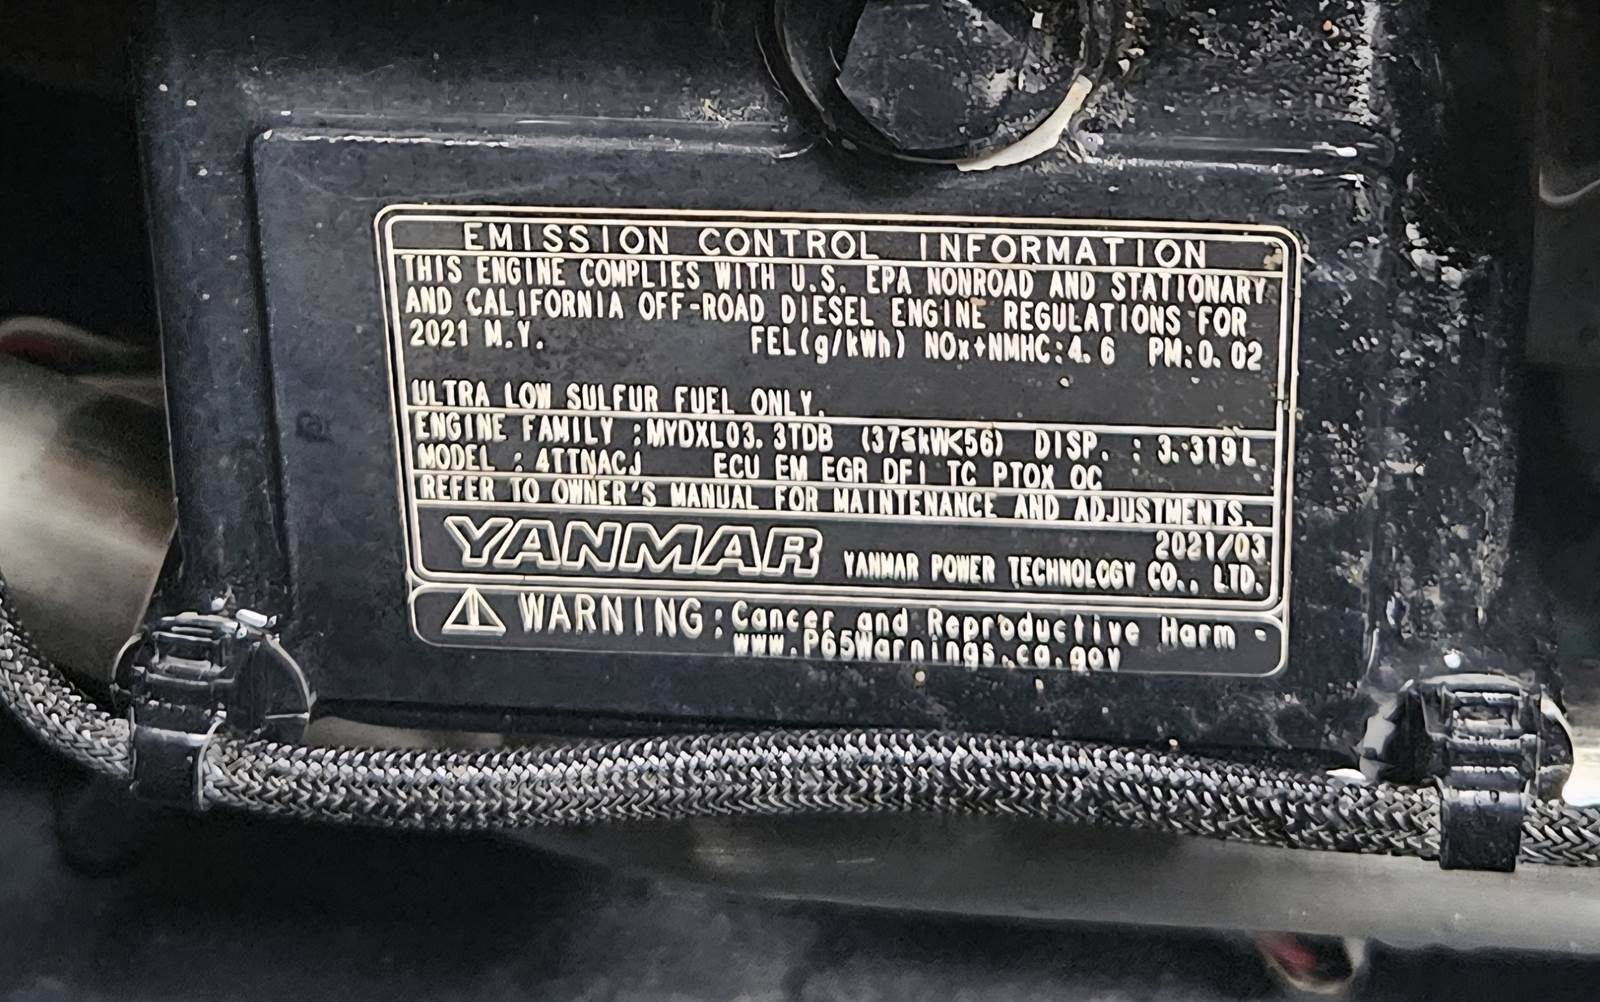 EMISSION CONTROL INFORMATION
THIS ENGINE COMPLIES WITH U.S. EPA NONROAD AND STATIONARY
AND CALIFORNIA OFF-ROAD DIESEL ENGINE REGULATIONS FOR
2021 M.Y. FEL(g/kWh) NOx+NMHC:4.6 PM:0.02
ULTRA LOW SULFUR FUEL ONLY.
ENGINE FAMILY :MYDXL03.3TDB (37≤kW<56) DISP. : 3.319L
MODEL : 4TTNACJ ECU EM EGR DFI TC PTOX OC
REFER TO OWNER'S MANUAL FOR MAINTENANCE AND ADJUSTMENTS.
2021/03
YANMAR YANMAR POWER TECHNOLOGY CO., LTD.
WARNING: Cancer and Reproductive Harm -
www.P65Warnings.ca.gov